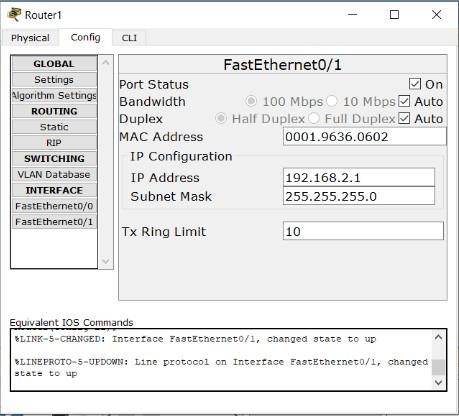 Router1
Physical Config CLI
GLOBAL
Settings
Algorithm Settings
ROUTING
Static
RIP
SWITCHING
VLAN Database
INTERFACE
FastEthernet0/0
FastEthernet0/1
FastEthernet0/1
Port Status On
Bandwidth 100 Mbps 10 Mbps Auto
Duplex Half Duplex Full Duplex Auto
MAC Address 0001.9636.0602
IP Configuration
IP Address 192.168.2.1
Subnet Mask 255.255.255.0
Tx Ring Limit 10
Equivalent IOS Commands
%LINK-5-CHANGED: Interface FastEthernet0/1, changed state to up
%LINEPROTO-5-UPDOWN: Line protocol on Interface FastEthernet0/1, changed
state to up